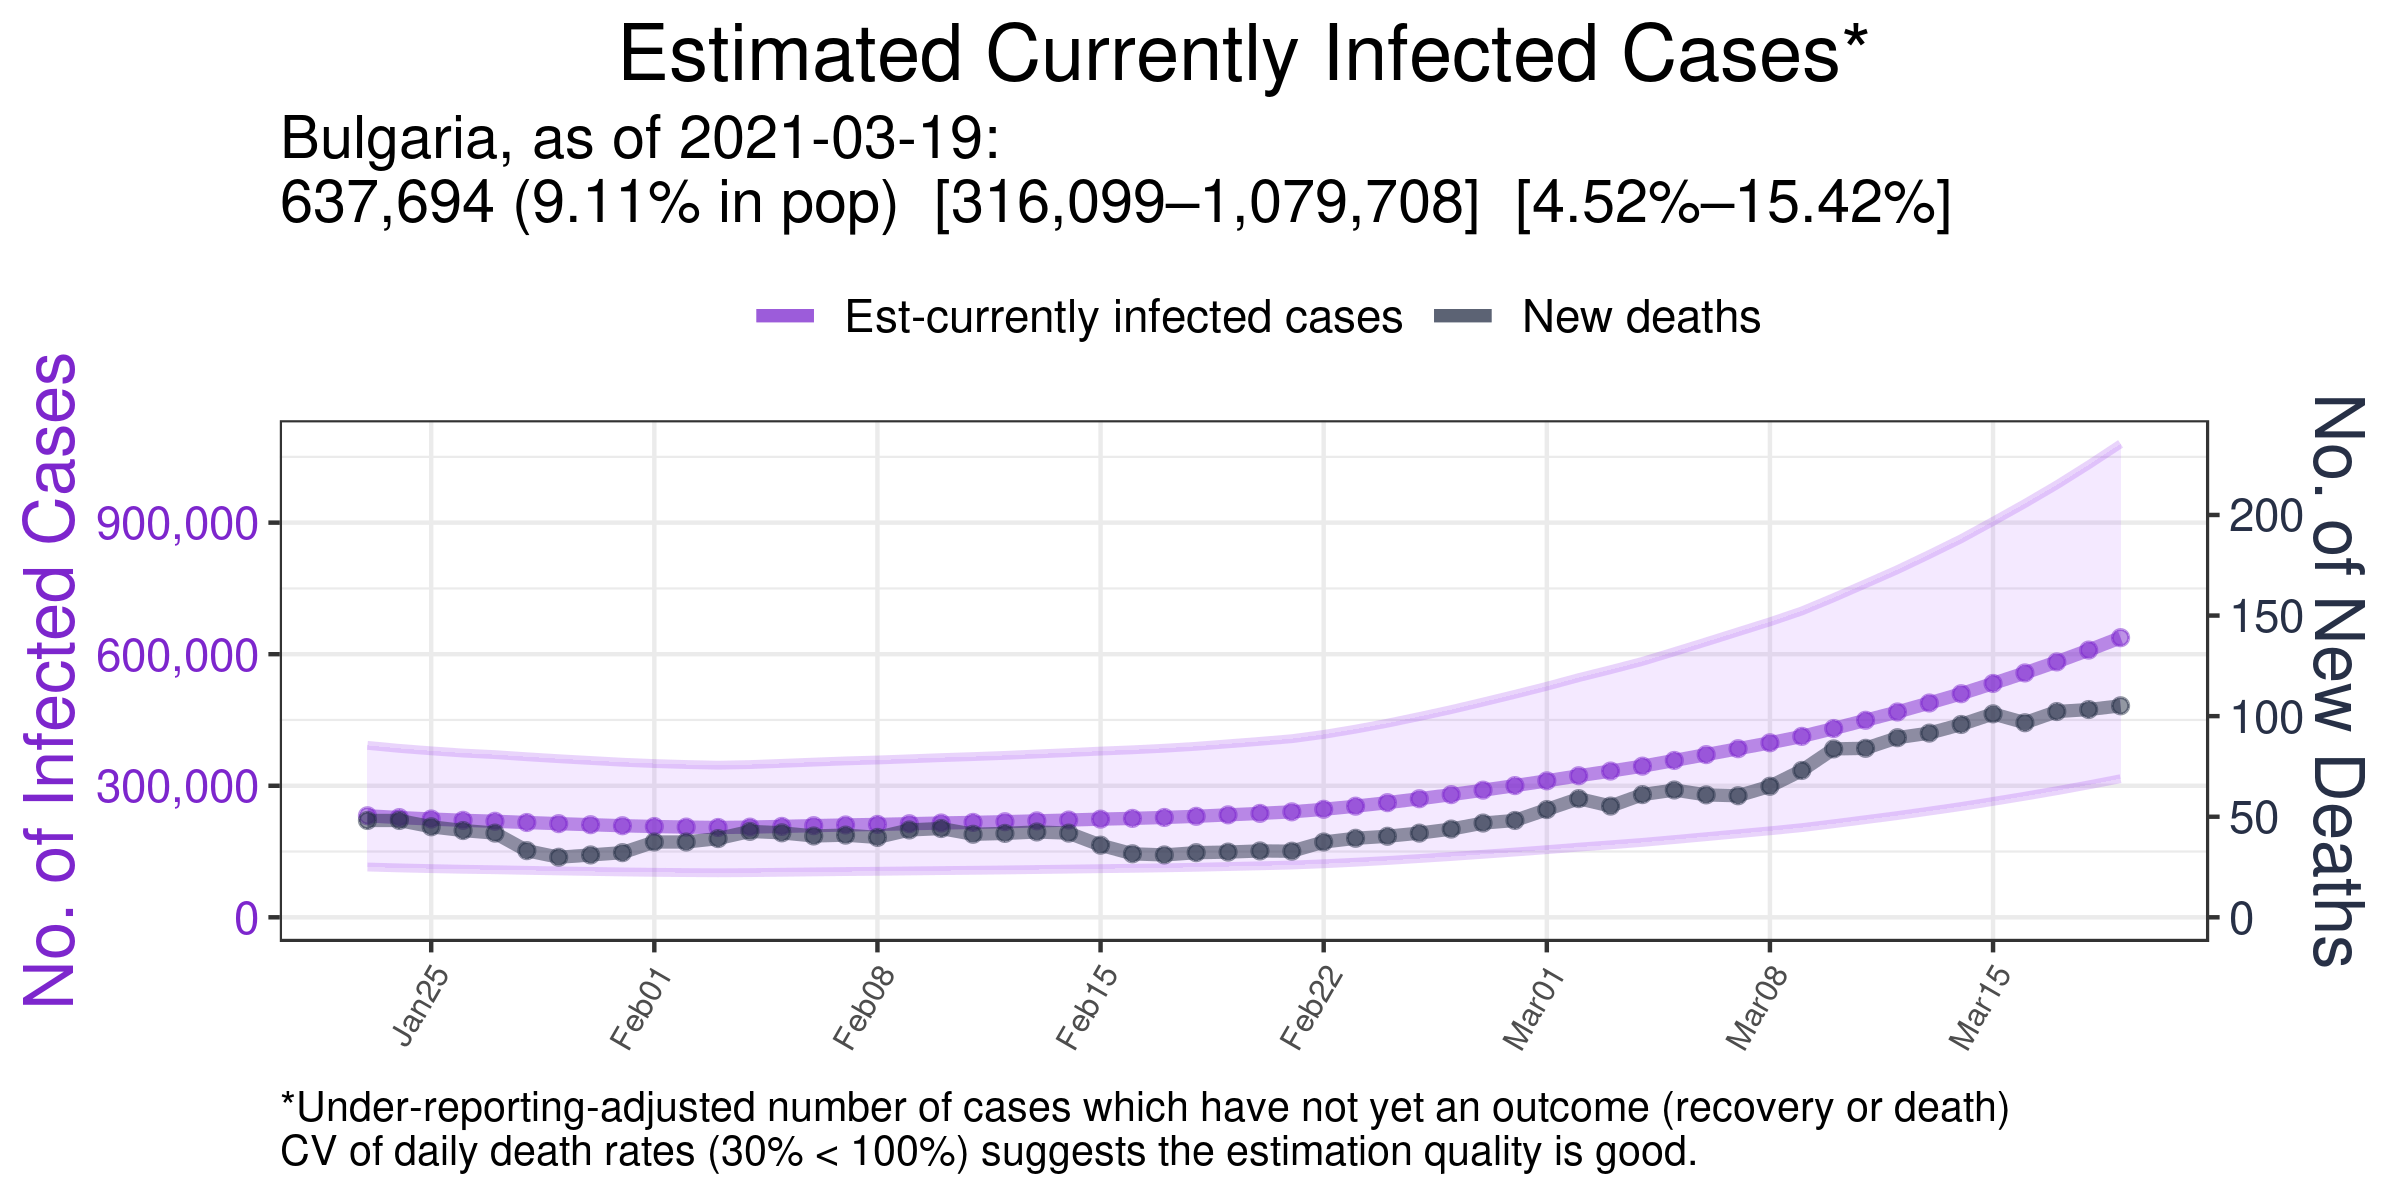 Estimated Currently Infected Cases*
Bulgaria, as of 2021-03-19:
637,694 (9.11% in pop)  [316,099–1,079,708]  [4.52%–15.42%]
Est-currently infected cases
New deaths
No. of Infected Cases
900,000
600,000
300,000
0
No. of New Deaths
200
150
100
50
0
Jan25
Feb01
Feb08
Feb15
Feb22
Mar01
Mar08
Mar15
*Under-reporting-adjusted number of cases which have not yet an outcome (recovery or death)
CV of daily death rates (30% < 100%) suggests the estimation quality is good.